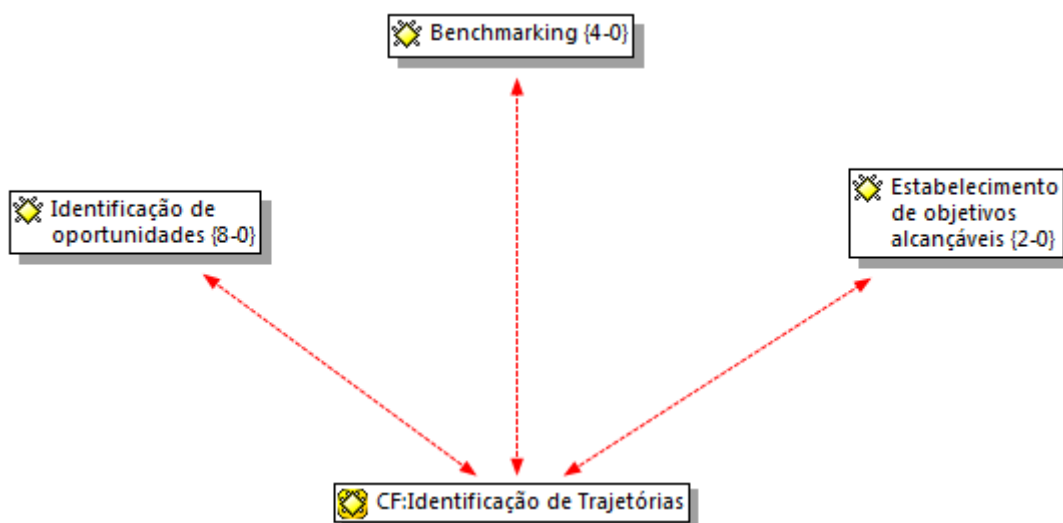 Benchmarking {4-0}
Identificação de
oportunidades {8-0}
Estabelecimento
de objetivos
alcançáveis {2-0}
CF:Identificação de Trajetórias